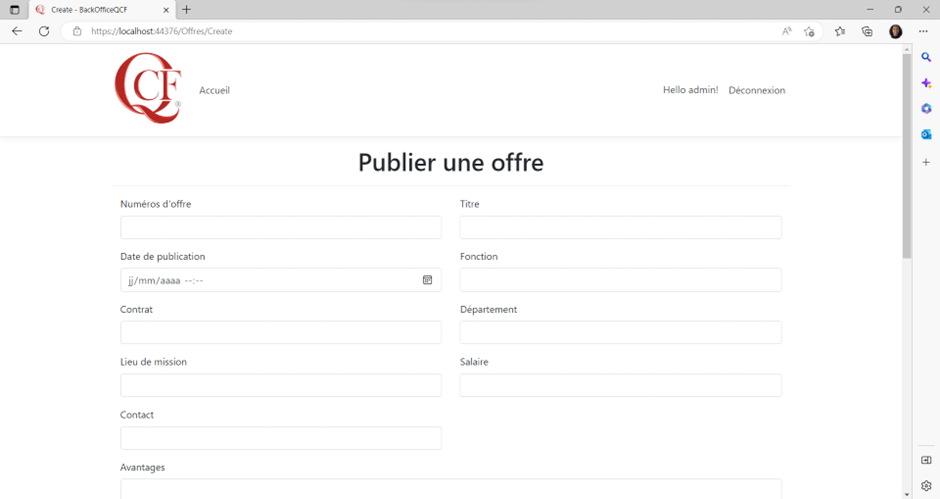 Create - BackOfficeQCF
https://localhost:44376/Offres/Create
QCF®
Accueil
Hello admin!
Déconnexion
Publier une offre
Numéros d'offre
Titre
Date de publication
jj/mm/aaaa --:--
Fonction
Contrat
Département
Lieu de mission
Salaire
Contact
Avantages